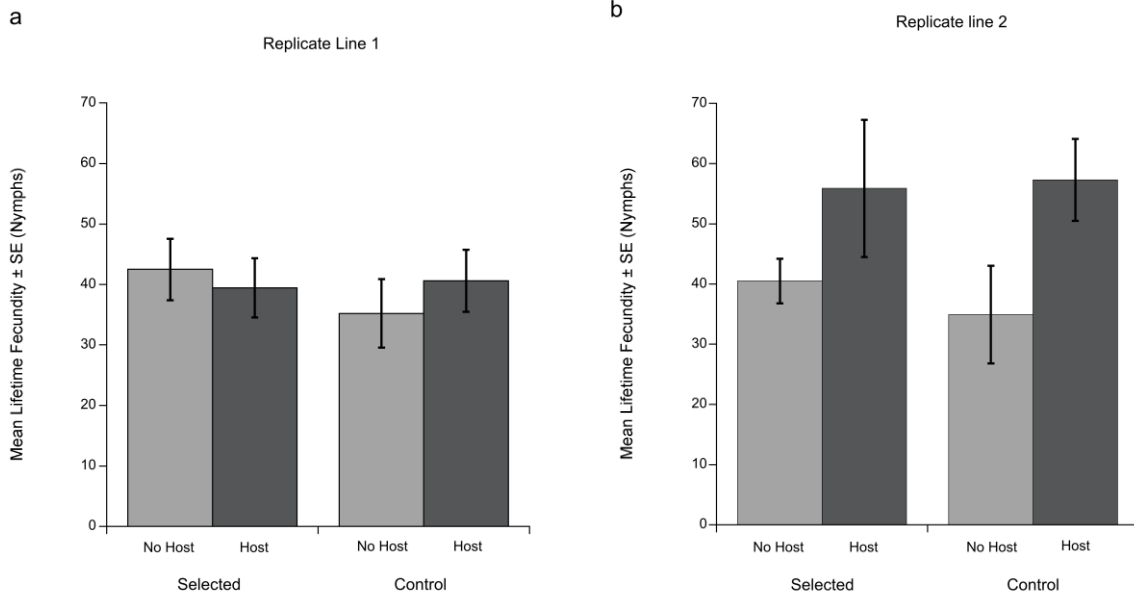 a
Replicate Line 1
Mean Lifetime Fecundity ± SE (Nymphs)
70
60
50
40
30
20
10
0
No Host Host No Host Host
Selected Control
b
Replicate line 2
Mean Lifetime Fecundity ± SE (Nymphs)
70
60
50
40
30
20
10
0
No Host Host No Host Host
Selected Control